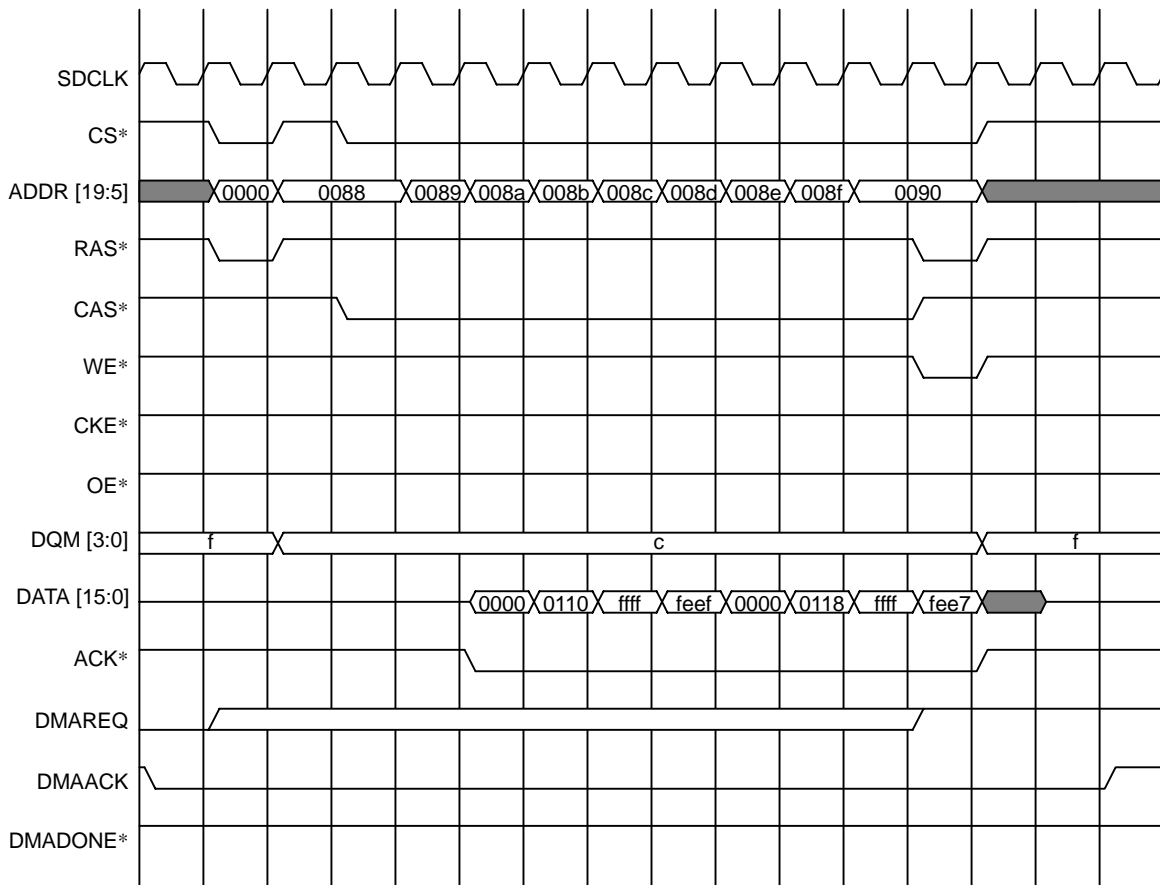 SDCLK
CS*
ADDR [19:5] 0000 0088 0089 008a 008b 008c 008d 008e 008f 0090
RAS*
CAS*
WE*
CKE*
OE*
DQM [3:0] f c f
DATA [15:0] 0000 0110 ffff feef 0000 0118 ffff fee7
ACK*
DMAREQ
DMAACK
DMADONE*